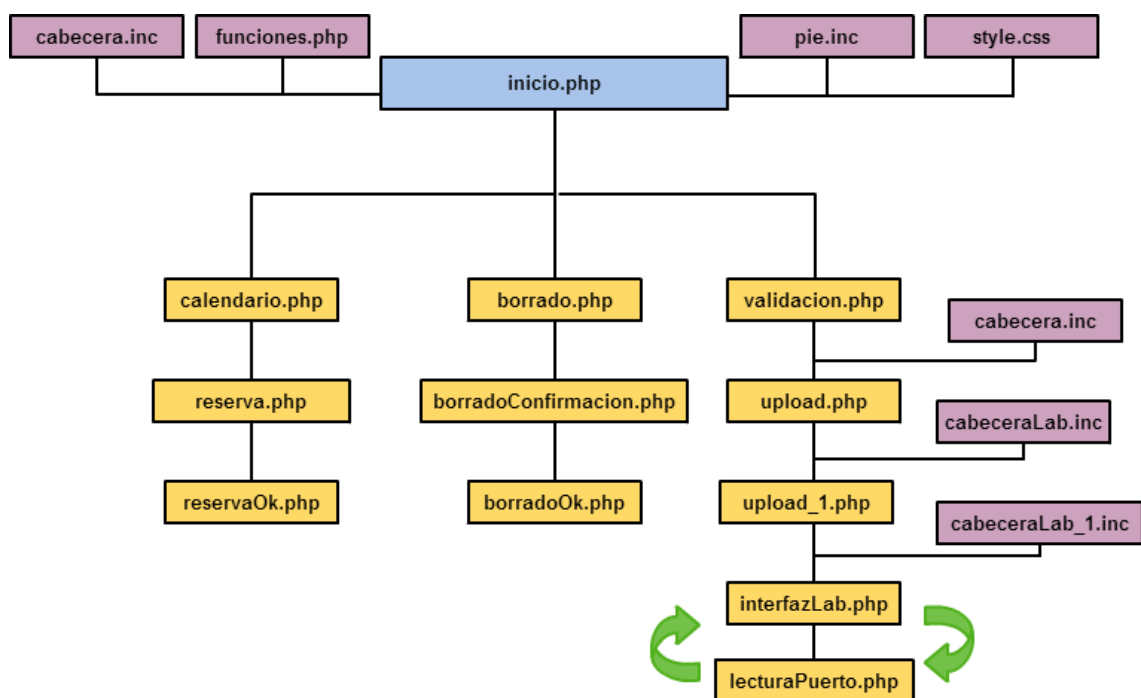 cabecera.inc
funciones.php
pie.inc
style.css
inicio.php
calendario.php
borrado.php
validacion.php
cabecera.inc
reserva.php
borradoConfirmacion.php
upload.php
cabeceraLab.inc
reservaOk.php
borradoOk.php
upload_1.php
cabeceraLab_1.inc
interfazLab.php
lecturaPuerto.php